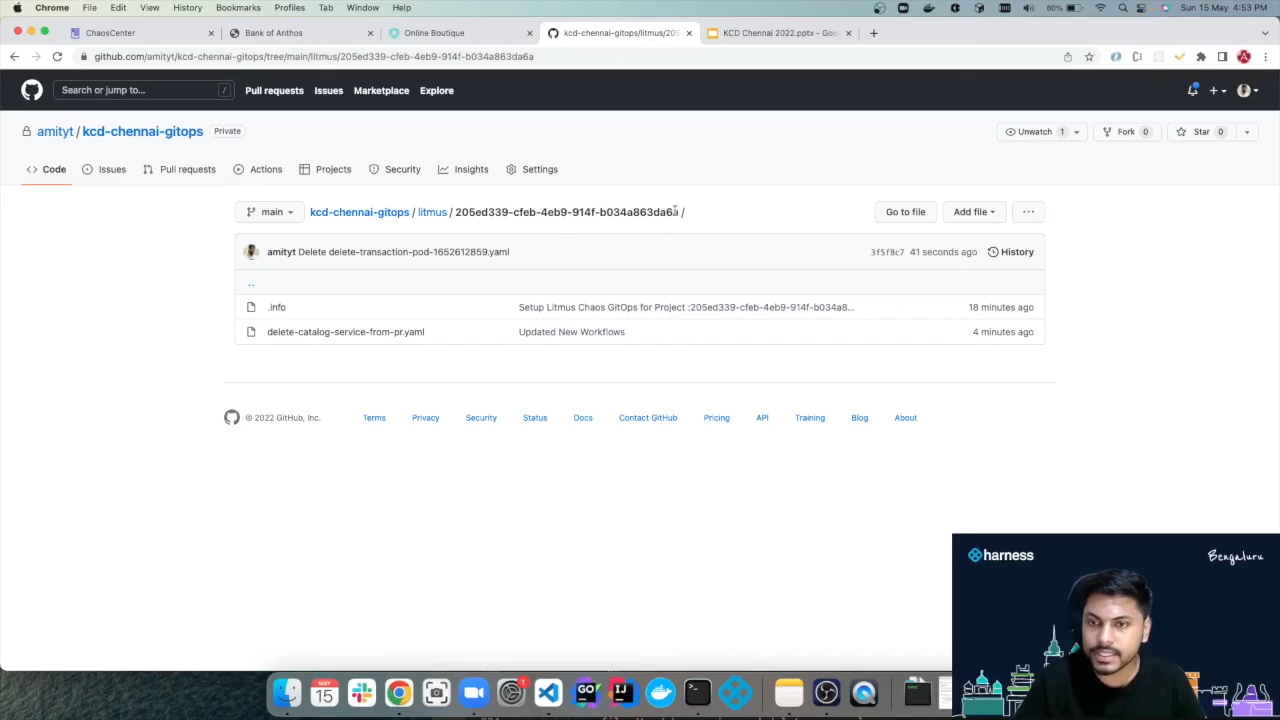 Chrome File Edit View History Bookmarks Profiles Tab Window Help 60% Sun 15 May 4:53 PM
ChaosCenter Bank of Anthos Online Boutique kcd-chennai-gitops/litmus/205 KCD Chennai 2022.pptx - Goo
github.com/amityt/kcd-chennai-gitops/tree/main/litmus/205ed339-cfeb-4eb9-914f-b034a863da6a
Search or jump to... / Pull requests Issues Marketplace Explore
amityt / kcd-chennai-gitops Private Unwatch 1 Fork 0 Star 0
Code Issues Pull requests Actions Projects Security Insights Settings
main kcd-chennai-gitops / litmus / 205ed339-cfeb-4eb9-914f-b034a863da6a / Go to file Add file ...
amityt Delete delete-transaction-pod-1652612859.yaml 3f5f8c7 41 seconds ago History
..
.info Setup Litmus Chaos GitOps for Project :205ed339-cfeb-4eb9-914f-b034a8... 18 minutes ago
delete-catalog-service-from-pr.yaml Updated New Workflows 4 minutes ago
© 2022 GitHub, Inc. Terms Privacy Security Status Docs Contact GitHub Pricing API Training Blog About
harness Bengaluru
MAY
15
1
GO
IJ